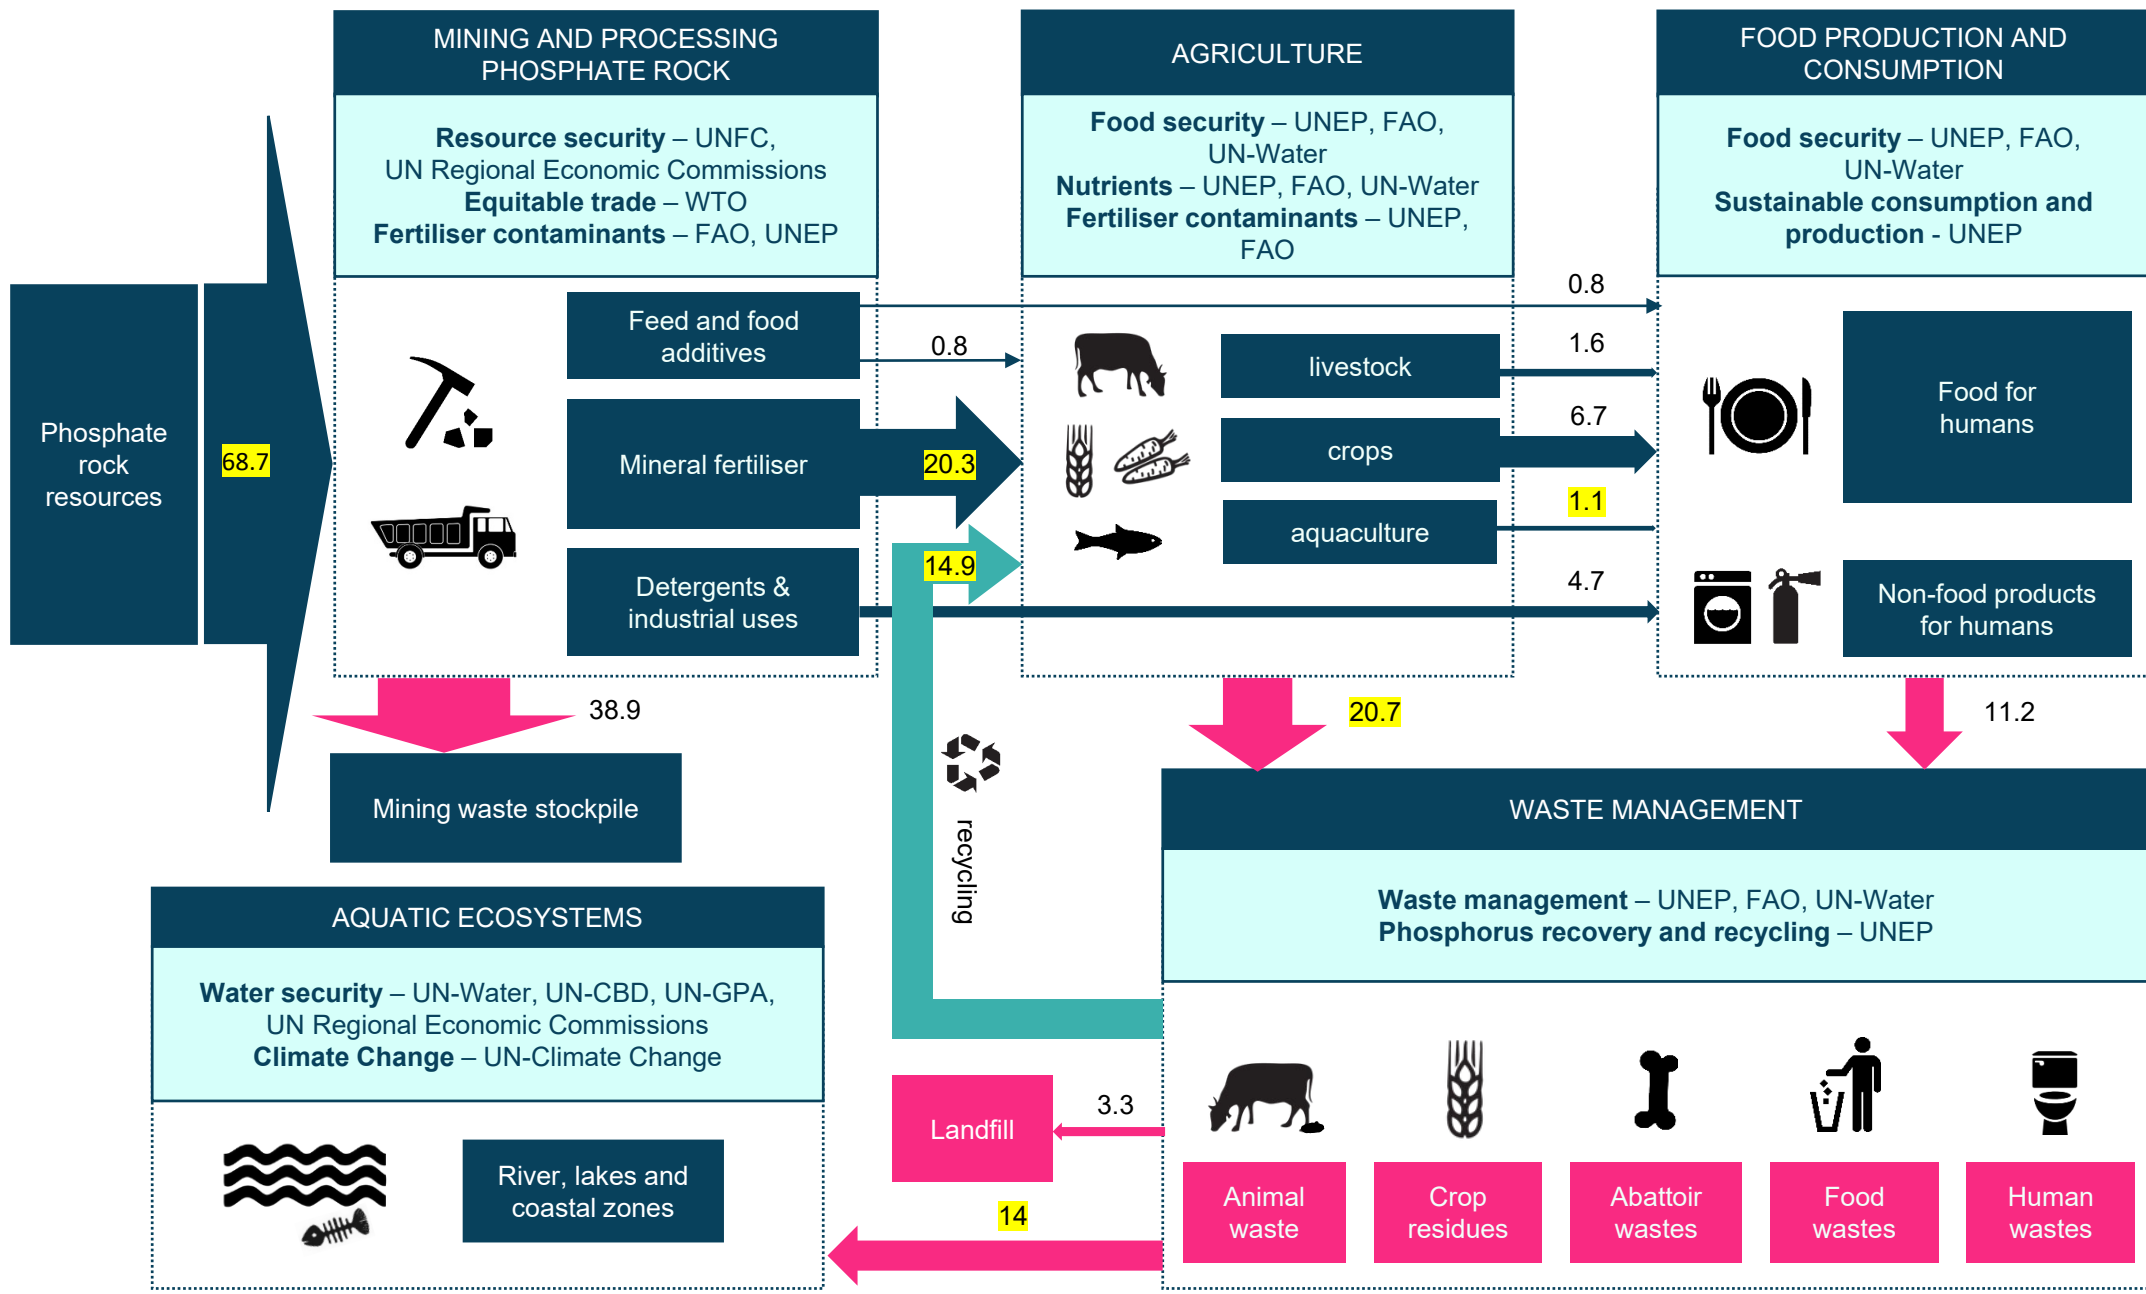 MINING AND PROCESSING
PHOSPHATE ROCK
Resource security – UNFC,
UN Regional Economic Commissions
Equitable trade – WTO
Fertiliser contaminants – FAO, UNEP
AGRICULTURE
Food security – UNEP, FAO,
UN-Water
Nutrients – UNEP, FAO, UN-Water
Fertiliser contaminants – UNEP,
FAO
FOOD PRODUCTION AND
CONSUMPTION
Food security – UNEP, FAO,
UN-Water
Sustainable consumption and
production - UNEP
Phosphate
rock
resources
68.7
Feed and food
additives
Mineral fertiliser
Detergents &
industrial uses
0.8
20.3
14.9
livestock
crops
aquaculture
0.8
1.6
6.7
1.1
4.7
Food for
humans
Non-food products
for humans
38.9
20.7
11.2
Mining waste stockpile
recycling
WASTE MANAGEMENT
Waste management – UNEP, FAO, UN-Water
Phosphorus recovery and recycling – UNEP
AQUATIC ECOSYSTEMS
Water security – UN-Water, UN-CBD, UN-GPA,
UN Regional Economic Commissions
Climate Change – UN-Climate Change
River, lakes and
coastal zones
Landfill
3.3
14
Animal
waste
Crop
residues
Abattoir
wastes
Food
wastes
Human
wastes